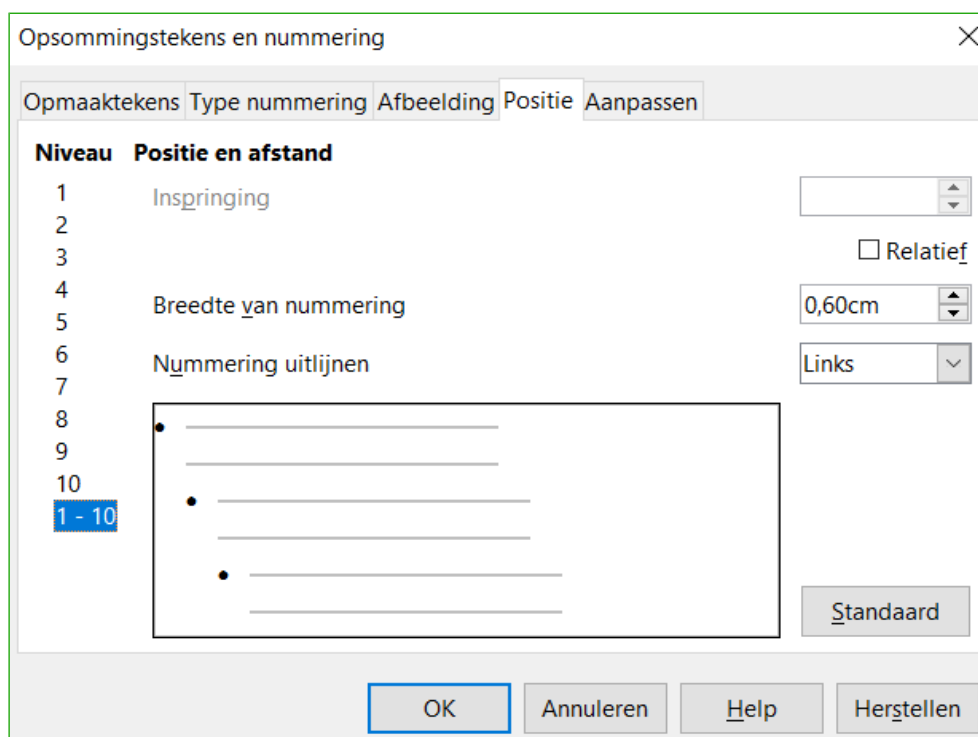 Opsommingstekens en nummering
Opmaaktekens Type nummering Afbeelding Positie Aanpassen
Niveau Positie en afstand
1
2
3
4
5
6
7
8
9
10
1 - 10
Inspringing
Relatief
Breedte van nummering 0,60cm
Nummering uitlijnen Links
Standaard
OK Annuleren Help Herstellen